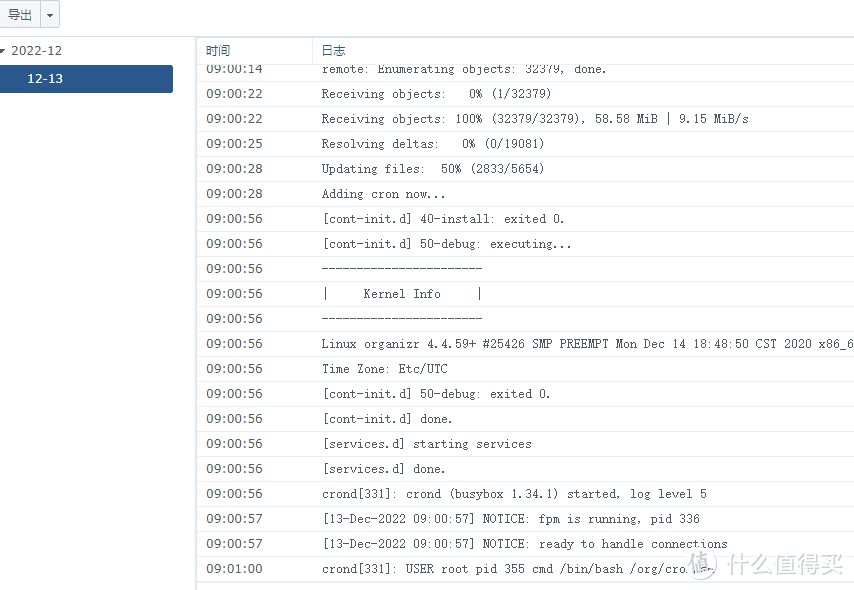 导出
2022-12
12-13
时间 日志
09:00:14 remote: Enumerating objects: 32379, done.
09:00:22 Receiving objects:   0% (1/32379)
09:00:22 Receiving objects: 100% (32379/32379), 58.58 MiB | 9.15 MiB/s
09:00:25 Resolving deltas:   0% (0/19081)
09:00:28 Updating files:  50% (2833/5654)
09:00:28 Adding cron now...
09:00:56 [cont-init.d] 40-install: exited 0.
09:00:56 [cont-init.d] 50-debug: executing...
09:00:56 -----------------------
09:00:56 |     Kernel Info     |
09:00:56 -----------------------
09:00:56 Linux organizr 4.4.59+ #25426 SMP PREEMPT Mon Dec 14 18:48:50 CST 2020 x86_6
09:00:56 Time Zone: Etc/UTC
09:00:56 [cont-init.d] 50-debug: exited 0.
09:00:56 [cont-init.d] done.
09:00:56 [services.d] starting services
09:00:56 [services.d] done.
09:00:56 crond[331]: crond (busybox 1.34.1) started, log level 5
09:00:57 [13-Dec-2022 09:00:57] NOTICE: fpm is running, pid 336
09:00:57 [13-Dec-2022 09:00:57] NOTICE: ready to handle connections
09:01:00 crond[331]: USER root pid 355 cmd /bin/bash
值 什么值得买